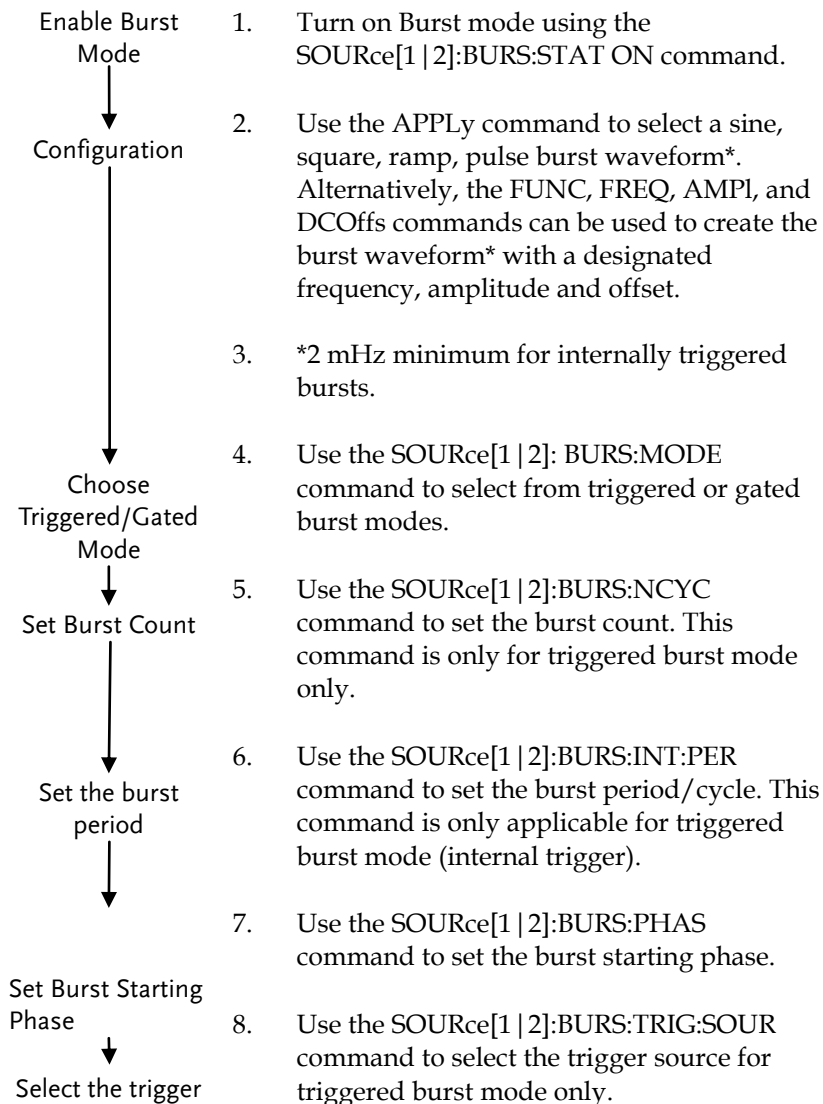 Enable Burst
Mode
1. Turn on Burst mode using the
SOURce[1|2]:BURS:STAT ON command.
Configuration
2. Use the APPLy command to select a sine,
square, ramp, pulse burst waveform*.
Alternatively, the FUNC, FREQ, AMPl, and
DCOffs commands can be used to create the
burst waveform* with a designated
frequency, amplitude and offset.
3. *2 mHz minimum for internally triggered
bursts.
Choose
Triggered/Gated
Mode
4. Use the SOURce[1|2]: BURS:MODE
command to select from triggered or gated
burst modes.
Set Burst Count
5. Use the SOURce[1|2]:BURS:NCYC
command to set the burst count. This
command is only for triggered burst mode
only.
Set the burst
period
6. Use the SOURce[1|2]:BURS:INT:PER
command to set the burst period/cycle. This
command is only applicable for triggered
burst mode (internal trigger).
Set Burst Starting
Phase
7. Use the SOURce[1|2]:BURS:PHAS
command to set the burst starting phase.
Select the trigger
8. Use the SOURce[1|2]:BURS:TRIG:SOUR
command to select the trigger source for
triggered burst mode only.